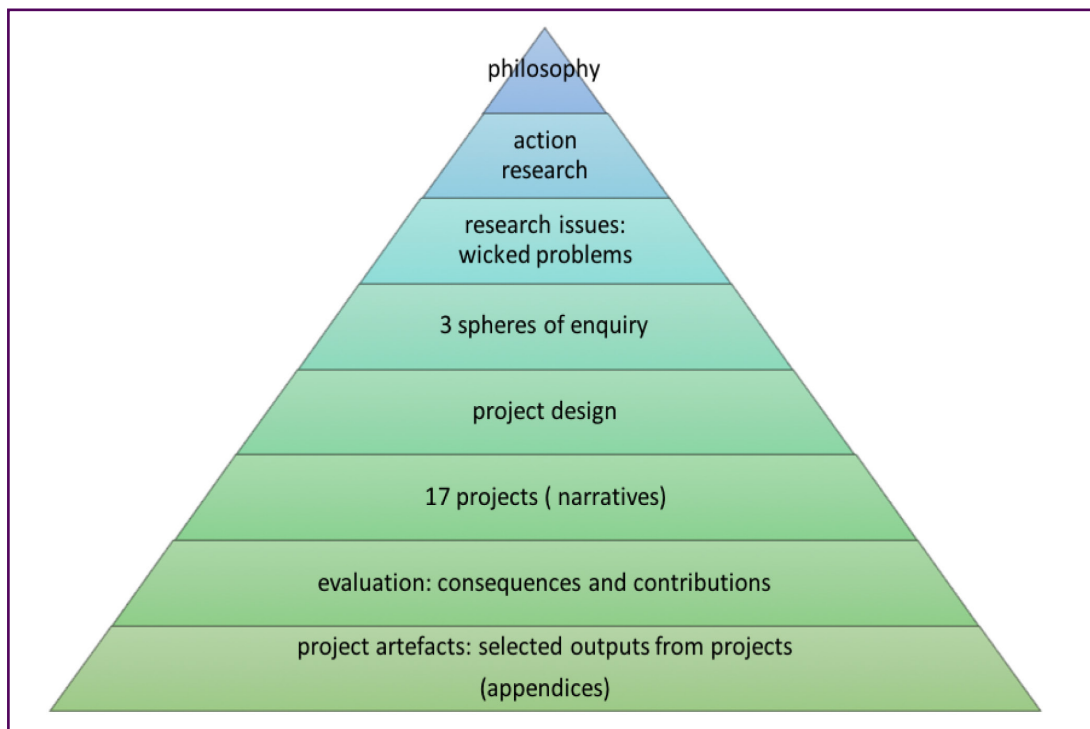 philosophy
action
research
research issues:
wicked problems
3 spheres of enquiry
project design
17 projects ( narratives)
evaluation: consequences and contributions
project artefacts: selected outputs from projects
(appendices)